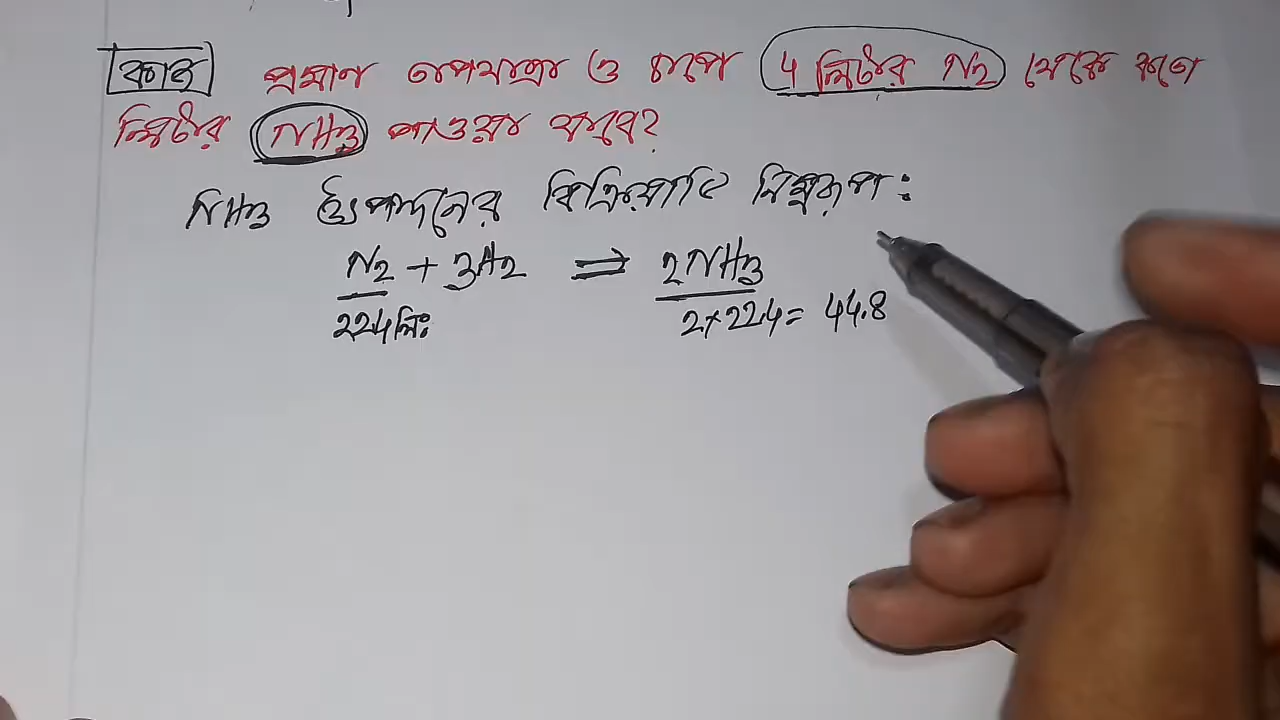 কাজ প্রমাণ তাপমাত্রা ও চাপে 4 লিটার N2 থেকে কতো
লিটার NH3 পাওয়া যাবে?
NH3 উৎপাদনের বিক্রিয়াটি নিম্নরূপ:
N2 + 3H2 ⇌ 2NH3
22.4 লিঃ 2×22.4 = 44.8